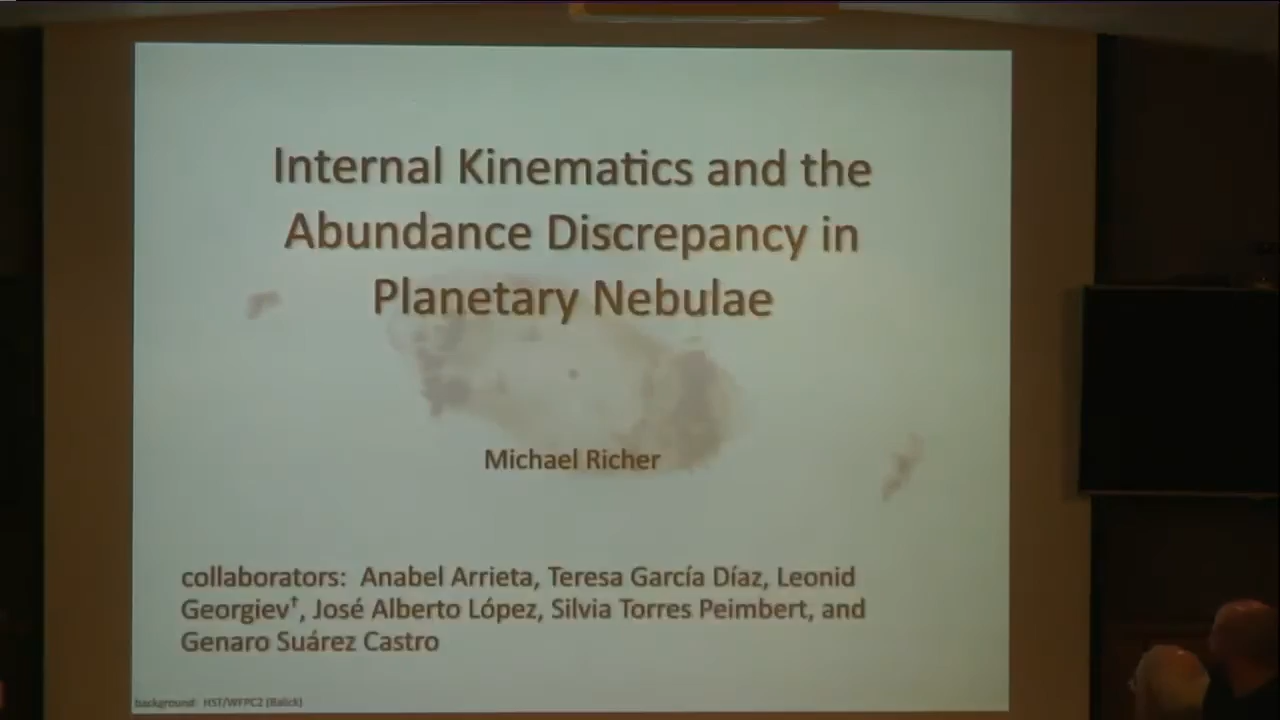 Internal Kinematics and the
Abundance Discrepancy in
Planetary Nebulae
Michael Richer
collaborators: Anabel Arrieta, Teresa García Díaz, Leonid
Georgiev†, José Alberto López, Silvia Torres Peimbert, and
Genaro Suárez Castro
background: HST/WFPC2 (Balick)